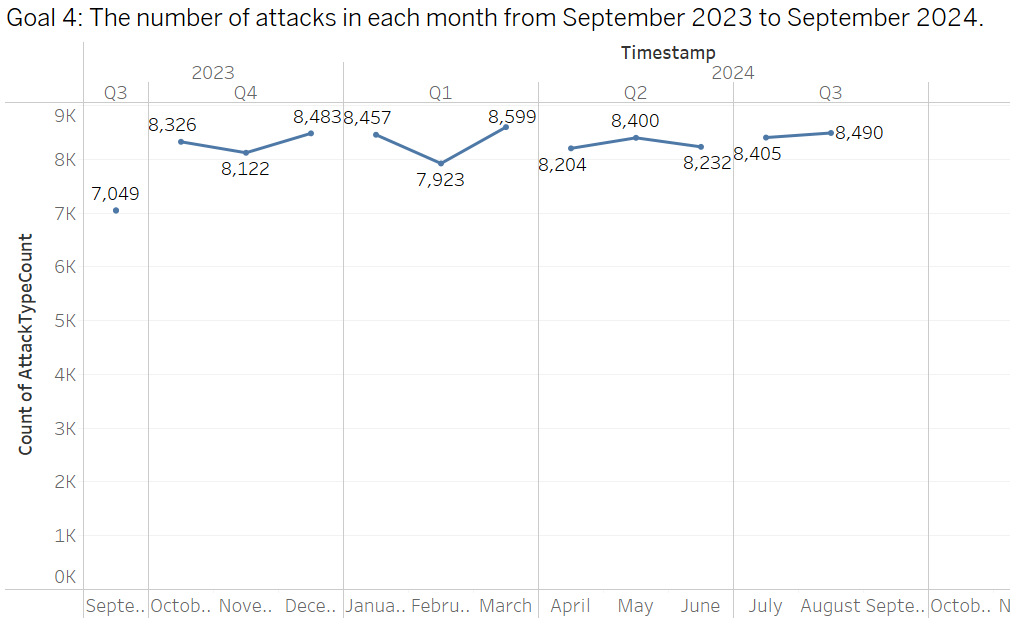 Goal 4: The number of attacks in each month from September 2023 to September 2024.
Timestamp
2023 2024
Q3 Q4 Q1 Q2 Q3
Count of AttackTypeCount
9K
8K
7K
6K
5K
4K
3K
2K
1K
0K
7,049
8,326
8,122
8,483
8,457
7,923
8,599
8,204
8,400
8,232
8,405
8,490
Septe.. Octob.. Nove.. Dece.. Janua.. Febru.. March April May June July August Septe.. Octob.. N